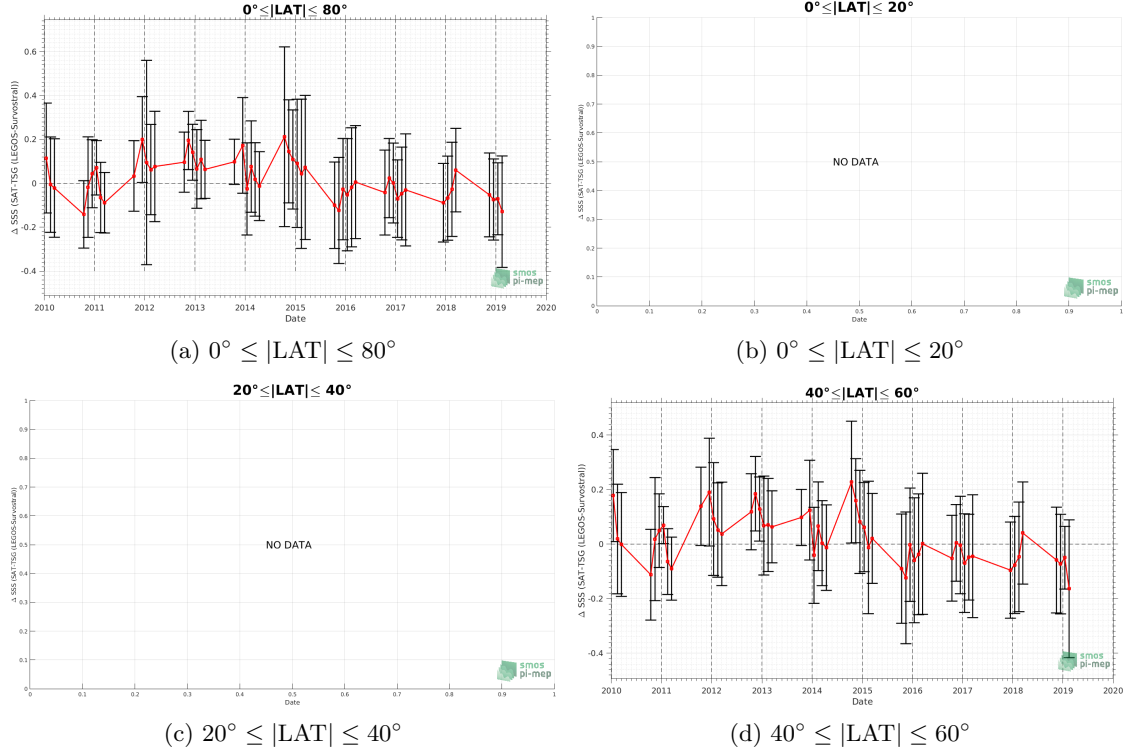 0°≤|LAT|≤ 80°
Δ SSS (SAT-TSG (LEGOS-Survostral))
0.6
0.4
0.2
0
-0.2
-0.4
2010 2011 2012 2013 2014 2015 2016 2017 2018 2019 2020
Date
smos
pi-mep
(a) 0° ≤ |LAT| ≤ 80°
0°≤|LAT|≤ 20°
Δ SSS (SAT-TSG (LEGOS-Survostral))
1
0.9
0.8
0.7
0.6
0.5
0.4
0.3
0.2
0.1
0
NO DATA
0 0.1 0.2 0.3 0.4 0.5 0.6 0.7 0.8 0.9 1
Date
smos
pi-mep
(b) 0° ≤ |LAT| ≤ 20°
20°≤|LAT|≤ 40°
Δ SSS (SAT-TSG (LEGOS-Survostral))
1
0.9
0.8
0.7
0.6
0.5
0.4
0.3
0.2
0.1
0
NO DATA
0 0.1 0.2 0.3 0.4 0.5 0.6 0.7 0.8 0.9 1
Date
smos
pi-mep
(c) 20° ≤ |LAT| ≤ 40°
40°≤|LAT|≤ 60°
Δ SSS (SAT-TSG (LEGOS-Survostral))
0.4
0.2
0
-0.2
-0.4
2010 2011 2012 2013 2014 2015 2016 2017 2018 2019 2020
Date
smos
pi-mep
(d) 40° ≤ |LAT| ≤ 60°